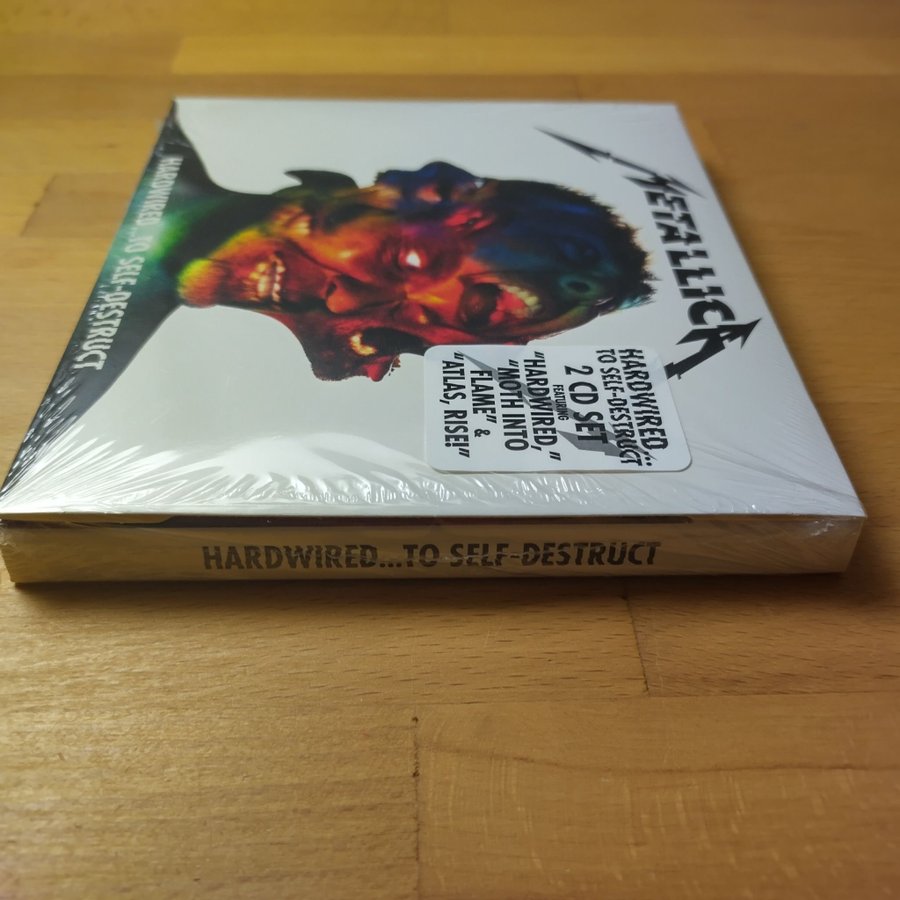 METALLICA
HARDWIRED...
TO SELF-DESTRUCT
2 CD SET
FEATURING
"HARDWIRED,"
"MOTH INTO
FLAME" &
"ATLAS, RISE!"
HARDWIRED...TO SELF-DESTRUCT
HARDWIRED...TO SELF-DESTRUCT